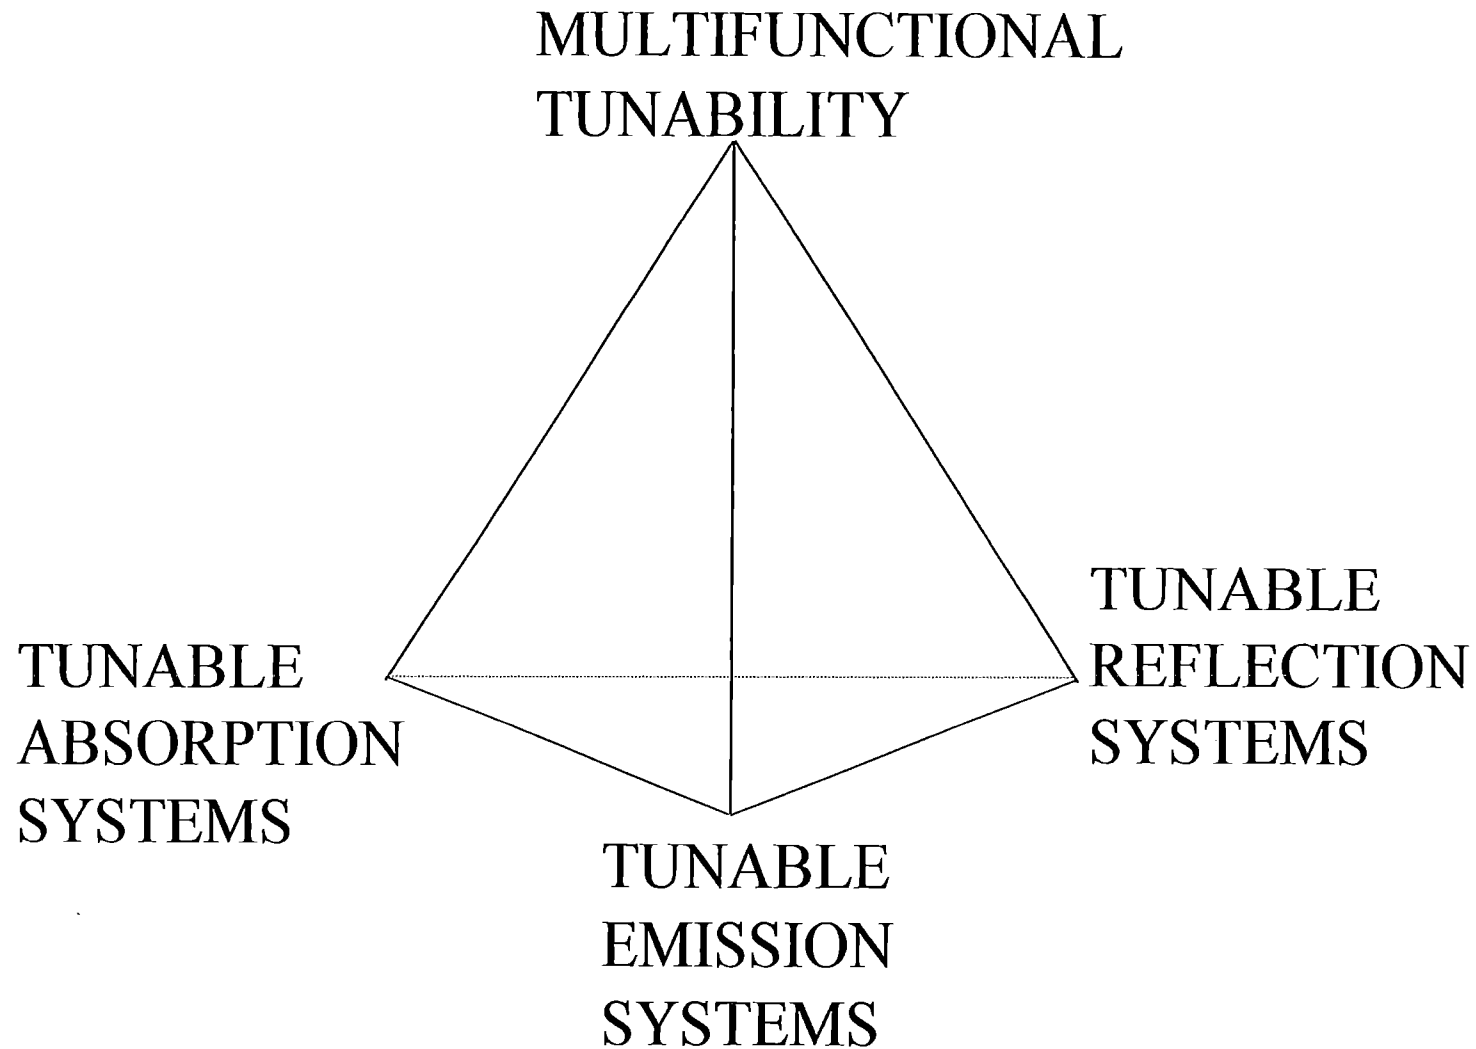 MULTIFUNCTIONAL
TUNABILITY
TUNABLE
ABSORPTION
SYSTEMS
TUNABLE
REFLECTION
SYSTEMS
TUNABLE
EMISSION
SYSTEMS